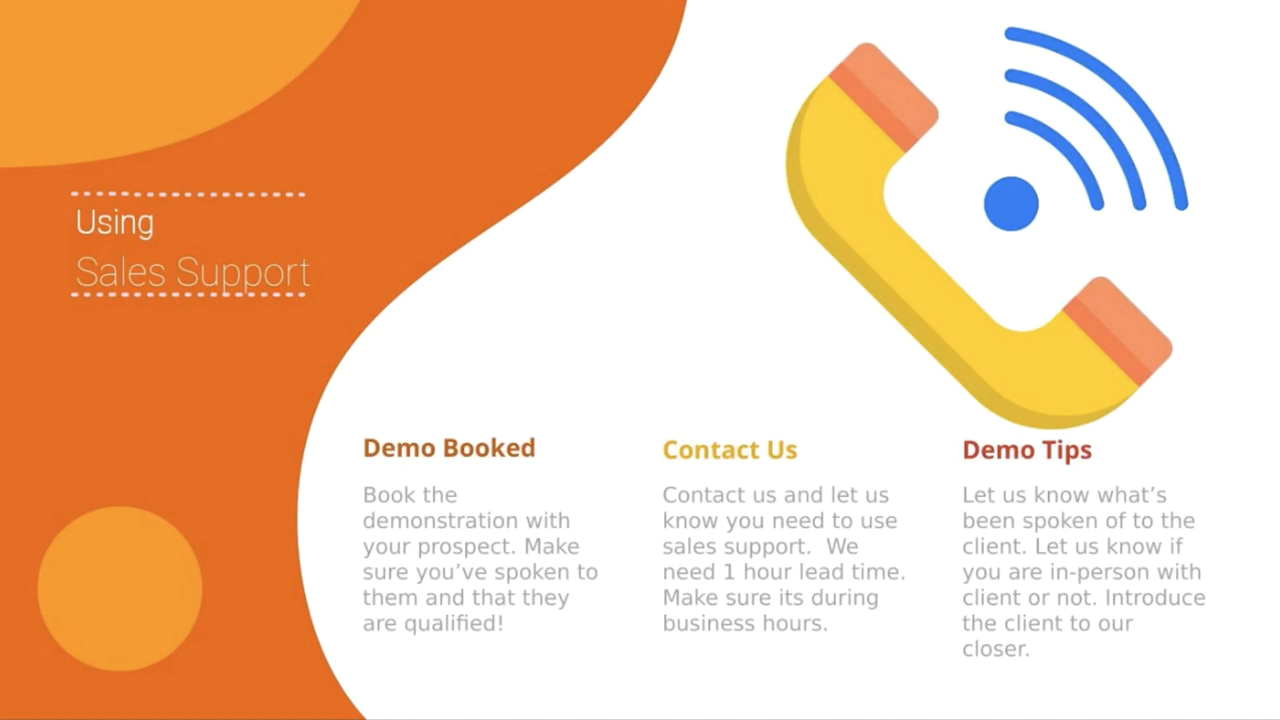 Using
Sales Support
Demo Booked
Book the
demonstration with
your prospect. Make
sure you’ve spoken to
them and that they
are qualified!
Contact Us
Contact us and let us
know you need to use
sales support.  We
need 1 hour lead time.
Make sure its during
business hours.
Demo Tips
Let us know what’s
been spoken of to the
client. Let us know if
you are in-person with
client or not. Introduce
the client to our
closer.